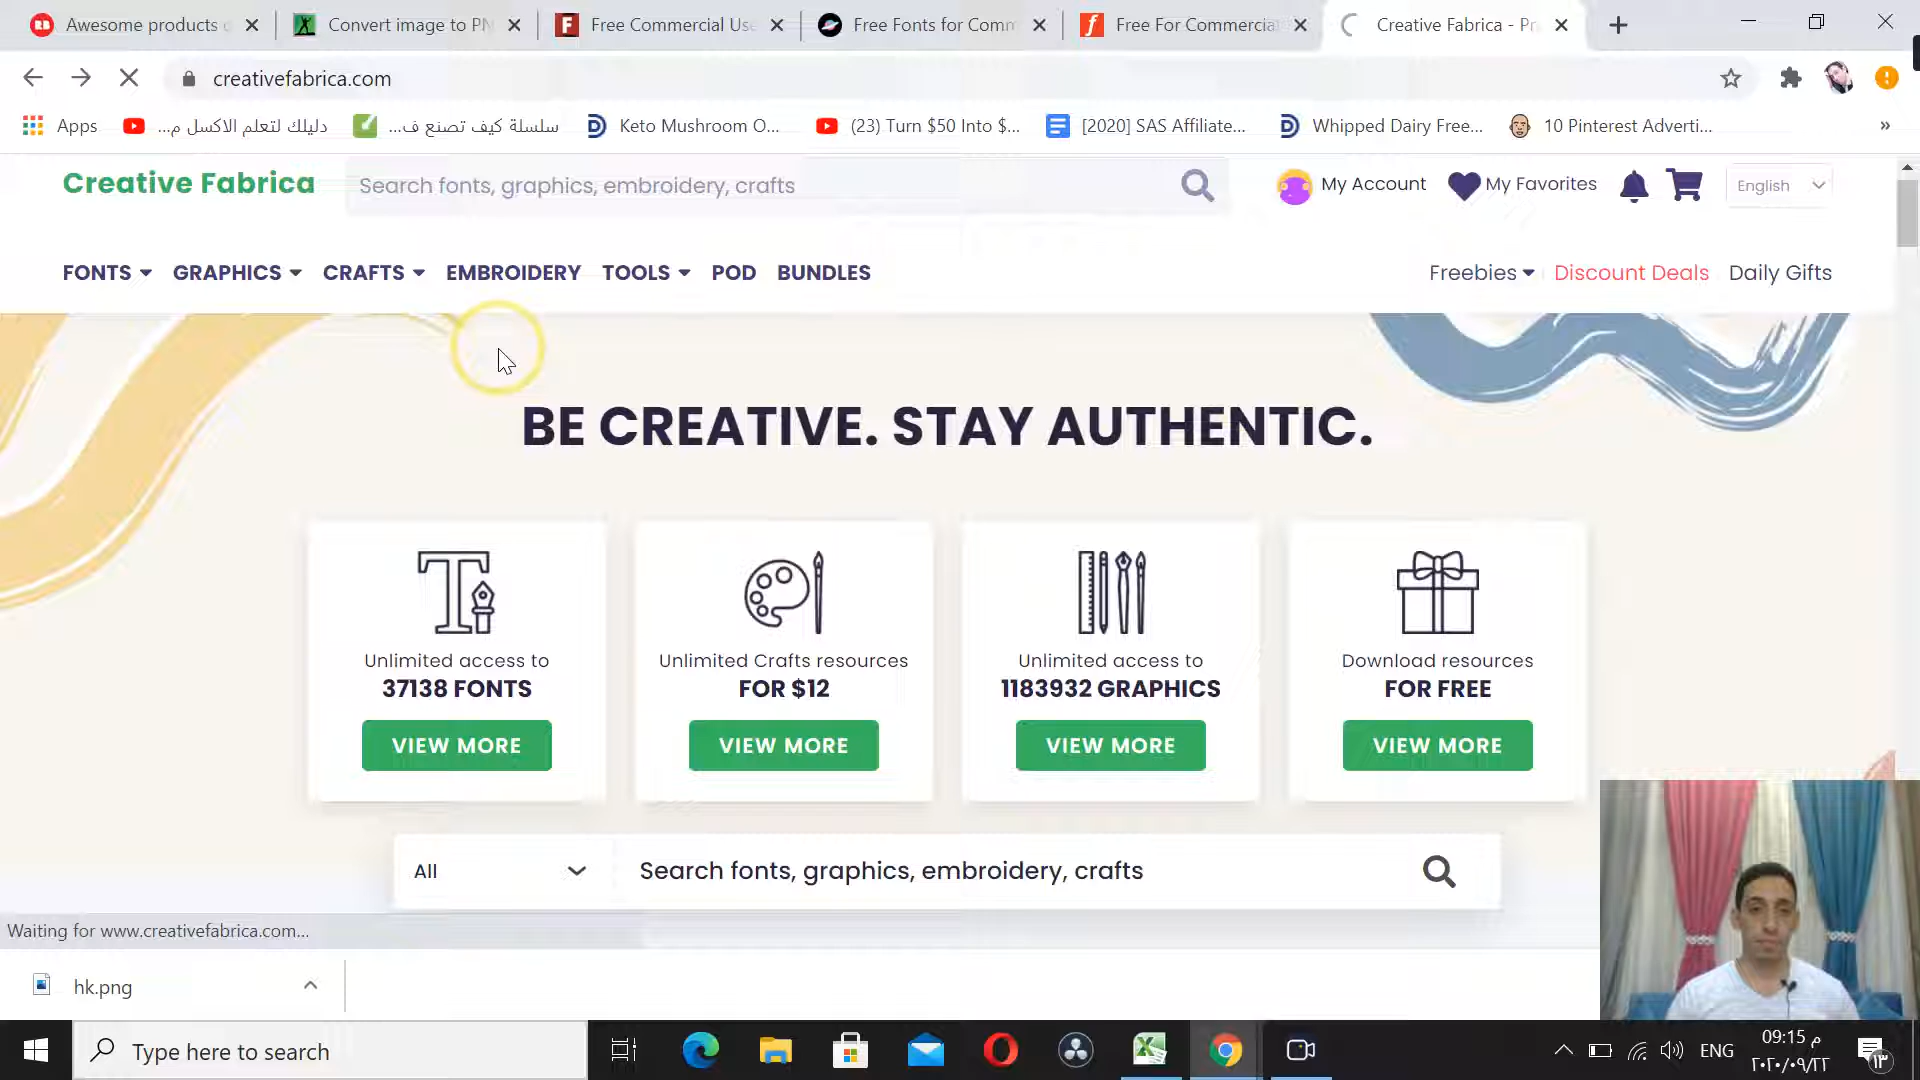 Awesome products
Convert image to PN
Free Commercial Use
Free Fonts for Comm
Free For Commercial
Creative Fabrica - Pr
creativefabrica.com
Apps
دليلك لتعلم الاكسل م...
سلسلة كيف تصنع ف...
Keto Mushroom O...
(23) Turn $50 Into $...
[2020] SAS Affiliate...
Whipped Dairy Free...
10 Pinterest Adverti...
»
Creative Fabrica
Search fonts, graphics, embroidery, crafts
My Account
My Favorites
English
FONTS
GRAPHICS
CRAFTS
EMBROIDERY
TOOLS
POD
BUNDLES
Freebies
Discount Deals
Daily Gifts
BE CREATIVE. STAY AUTHENTIC.
Unlimited access to
37138 FONTS
VIEW MORE
Unlimited Crafts resources
FOR $12
VIEW MORE
Unlimited access to
1183932 GRAPHICS
VIEW MORE
Download resources
FOR FREE
VIEW MORE
All
Search fonts, graphics, embroidery, crafts
Waiting for www.creativefabrica.com...
hk.png
Type here to search
ENG
09:15 م
٢٠٢٠/٠٩/٢٢
١٣